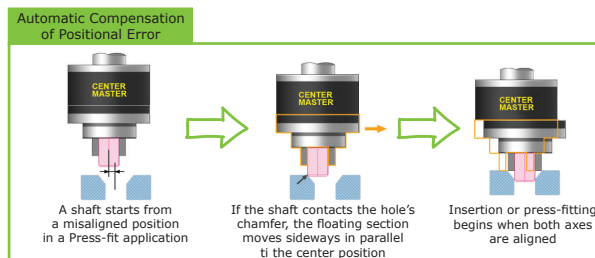 Automatic Compensation
of Positional Error
CENTER
MASTER
CENTER
MASTER
CENTER
MASTER
A shaft starts from
a misaligned position
in a Press-fit application
If the shaft contacts the hole's
chamfer, the floating section
moves sideways in parallel
ti the center position
Insertion or press-fitting
begins when both axes
are aligned